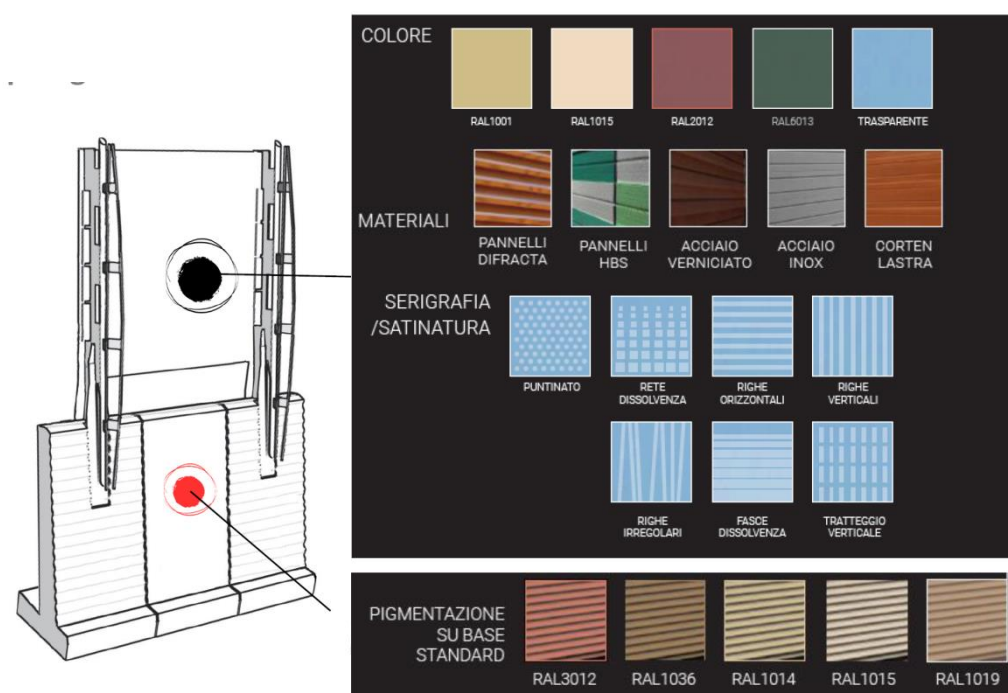 COLORE
RAL1001 RAL1015 RAL2012 RAL6013 TRASPARENTE
MATERIALI
PANNELLI DIFRACTA
PANNELLI HBS
ACCIAIO VERNICIATO
ACCIAIO INOX
CORTEN LASTRA
SERIGRAFIA
/SATINATURA
PUNTINATO
RETE
DISSOLVENZA
RIGHE
ORIZZONTALI
RIGHE
VERTICALI
RIGHE
IRREGOLARI
FASCE
DISSOLVENZA
TRATTEGGIO
VERTICALE
PIGMENTAZIONE
SU BASE
STANDARD
RAL3012 RAL1036 RAL1014 RAL1015 RAL1019